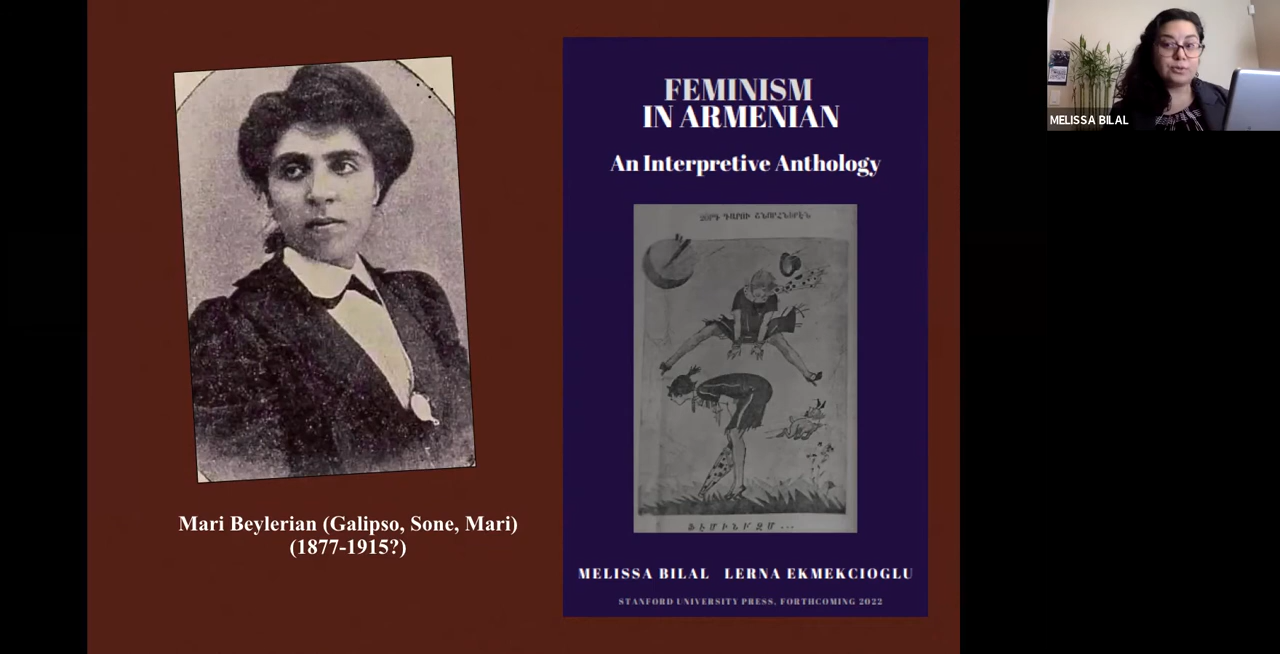 Mari Beylerian (Galipso, Sone, Mari)
(1877-1915?)
FEMINISM
IN ARMENIAN
An Interpretive Anthology
ՖԷՄԻՆԻԶՄ...
MELISSA BILAL LERNA EKMEKCIOGLU
STANFORD UNIVERSITY PRESS, FORTHCOMING 2022
MELISSA BILAL